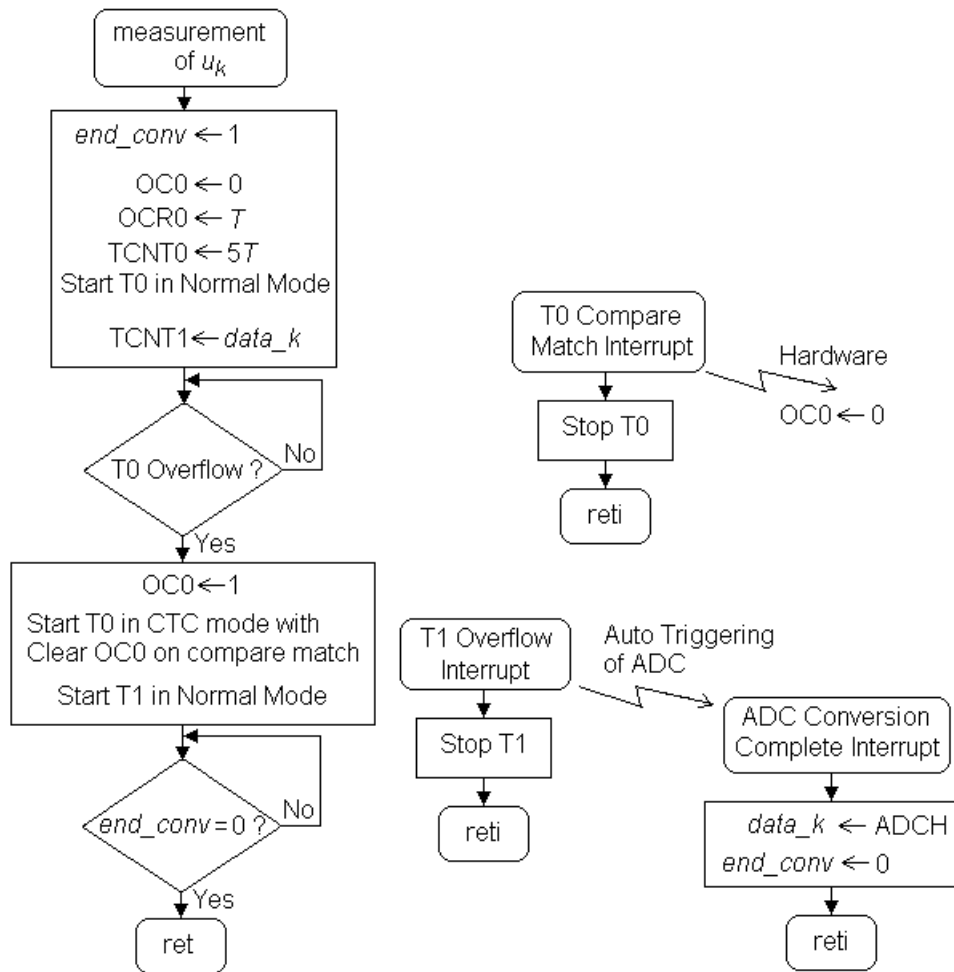 measurement
of u_k
end_conv ← 1
OC0 ← 0
OCR0 ← T
TCNT0 ← 5T
Start T0 in Normal Mode
TCNT1 ← data_k
T0 Overflow ?
No
Yes
OC0 ← 1
Start T0 in CTC mode with
Clear OC0 on compare match
Start T1 in Normal Mode
end_conv = 0 ?
No
Yes
ret
T0 Compare
Match Interrupt
Hardware
OC0 ← 0
Stop T0
reti
T1 Overflow
Interrupt
Auto Triggering
of ADC
Stop T1
reti
ADC Conversion
Complete Interrupt
data_k ← ADCH
end_conv ← 0
reti